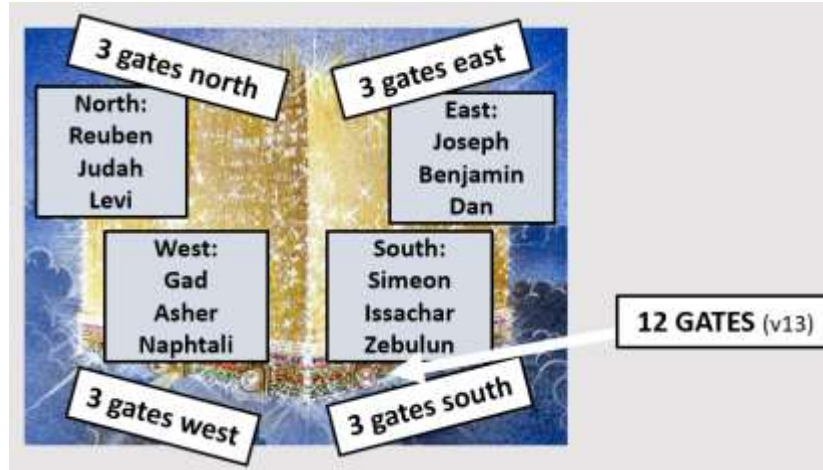 3 gates north
3 gates east
North:
Reuben
Judah
Levi
East:
Joseph
Benjamin
Dan
West:
Gad
Asher
Naphtali
South:
Simeon
Issachar
Zebulun
12 GATES (v13)
3 gates west
3 gates south